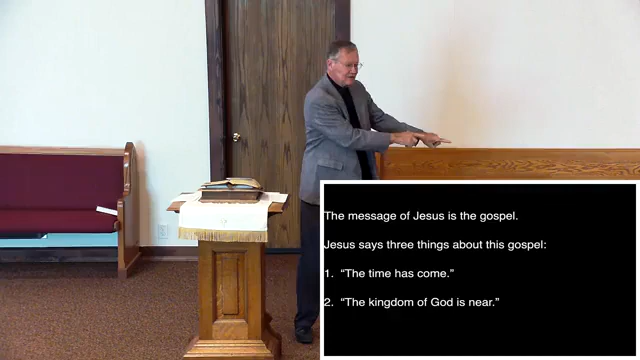 The message of Jesus is the gospel.
Jesus says three things about this gospel:
1. “The time has come.”
2. “The kingdom of God is near.”